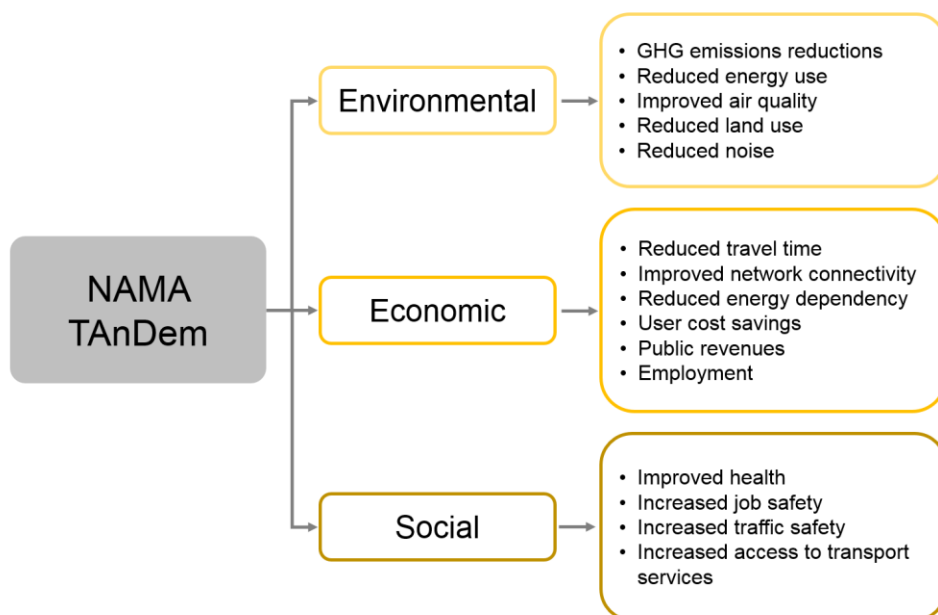 NAMA
TAnDem
Environmental
• GHG emissions reductions
• Reduced energy use
• Improved air quality
• Reduced land use
• Reduced noise
Economic
• Reduced travel time
• Improved network connectivity
• Reduced energy dependency
• User cost savings
• Public revenues
• Employment
Social
• Improved health
• Increased job safety
• Increased traffic safety
• Increased access to transport
services